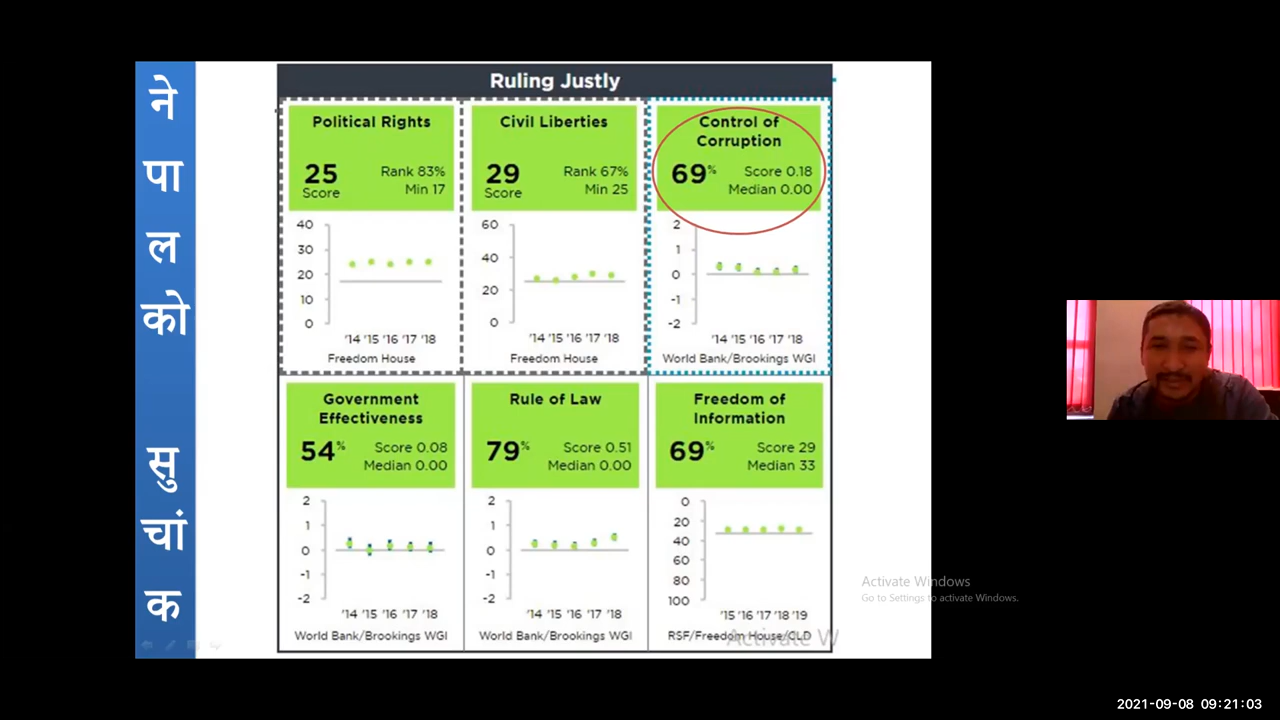 ने
पा
ल
को
सु
चां
क
Ruling Justly
Political Rights
25
Score
Rank 83%
Min 17
40
30
20
10
0
'14 '15 '16 '17 '18
Freedom House
Civil Liberties
29
Score
Rank 67%
Min 25
60
40
20
0
'14 '15 '16 '17 '18
Freedom House
Control of
Corruption
69%
Score 0.18
Median 0.00
2
1
0
-1
-2
'14 '15 '16 '17 '18
World Bank/Brookings WGI
Government
Effectiveness
54%
Score 0.08
Median 0.00
2
1
0
-1
-2
'14 '15 '16 '17 '18
World Bank/Brookings WGI
Rule of Law
79%
Score 0.51
Median 0.00
2
1
0
-1
-2
'14 '15 '16 '17 '18
World Bank/Brookings WGI
Freedom of
Information
69%
Score 29
Median 33
0
20
40
60
80
100
'15 '16 '17 '18 '19
RSF/Freedom House/CLD
Activate W
Activate Windows
Go to Settings to activate Windows.
2021-09-08 09:21:03